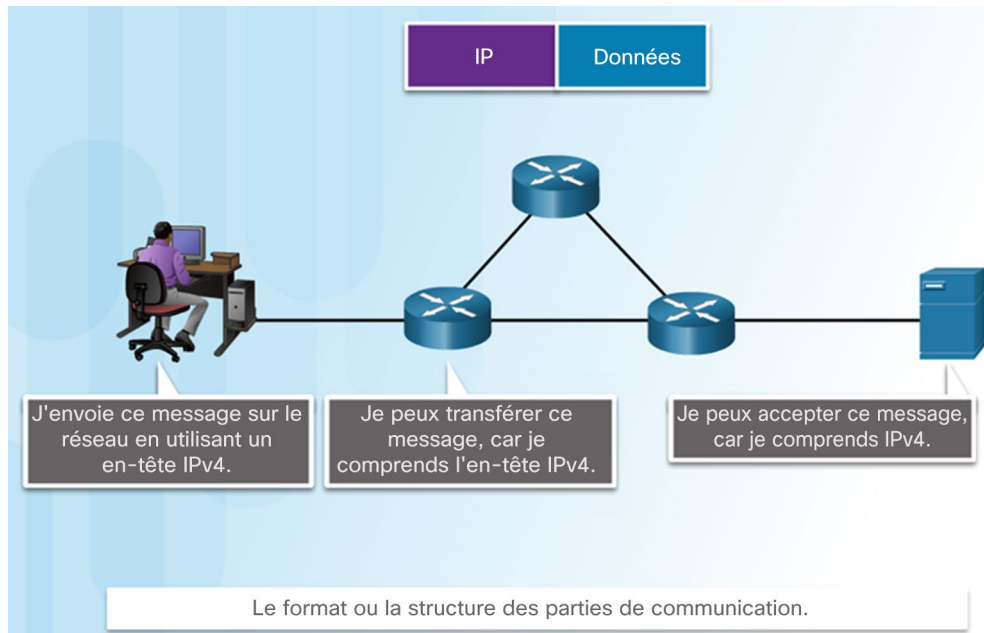 IP
Données
J'envoie ce message sur le
réseau en utilisant un
en-tête IPv4.
Je peux transférer ce
message, car je
comprends l'en-tête IPv4.
Je peux accepter ce message,
car je comprends IPv4.
Le format ou la structure des parties de communication.